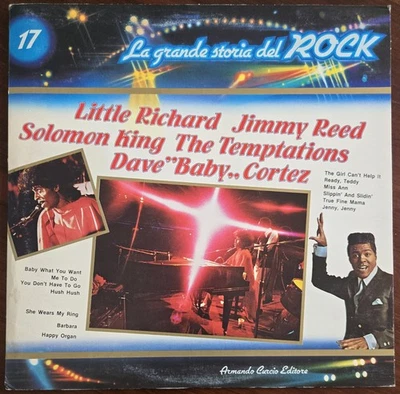 17
La grande storia del ROCK
Little Richard Jimmy Reed
Solomon King The Temptations
Dave "Baby„ Cortez
The Girl Can't Help It
Ready, Teddy
Miss Ann
Slippin' And Slidin'
True Fine Mama
Jenny, Jenny
Baby What You Want
Me To Do
You Don't Have To Go
Hush Hush
She Wears My Ring
Barbara
Happy Organ
Armando Curcio Editore